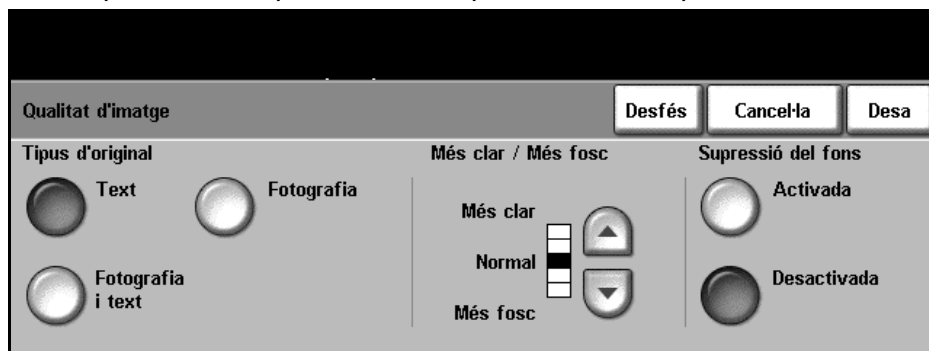 Qualitat d'imatge
Desfés
Cancel·la
Desa
Tipus d'original
Més clar / Més fosc
Supressió del fons
Text
Fotografia
Fotografia
i text
Més clar
Normal
Més fosc
Activada
Desactivada